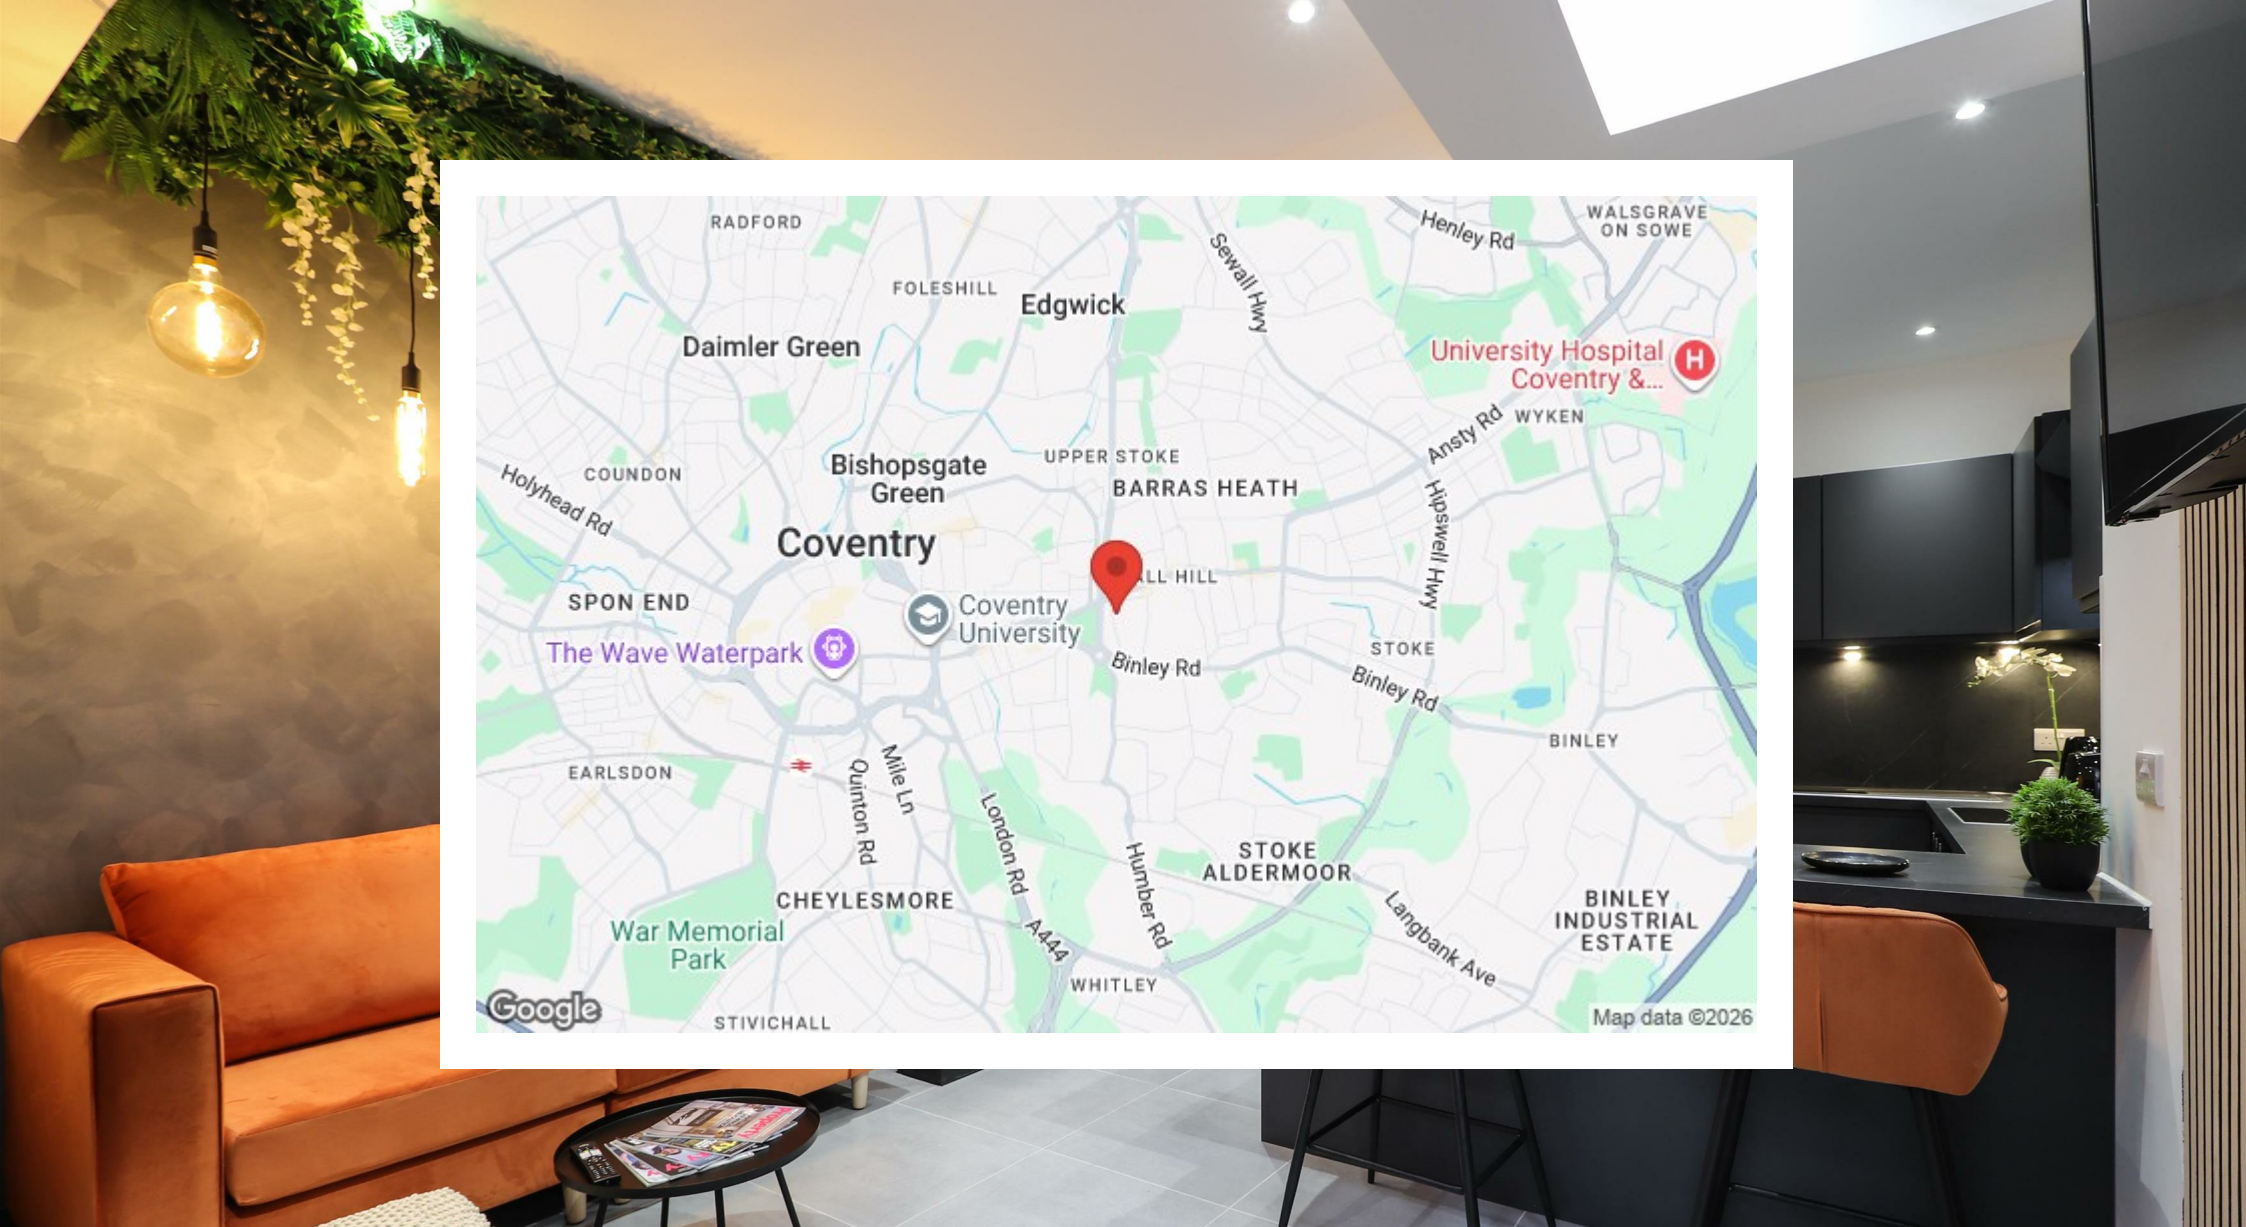 RADFORD
Henley Rd
WALSGRAVE
ON SOWE
Sewall Hwy
FOLESHILL
Edgwick
Daimler Green
University Hospital
Coventry &...
H
Ansty Rd
WYKEN
UPPER STOKE
Bishopsgate
Green
COUNDON
BARRAS HEATH
Holyhead Rd
Hipswell Hwy
Coventry
LL HILL
SPON END
Coventry
University
The Wave Waterpark
Binley Rd
STOKE
Binley Rd
BINLEY
EARLSDON
Mile Ln
Quinton Rd
London Rd
Humber Rd
STOKE
ALDERMOOR
CHEYLESMORE
Langbank Ave
BINLEY
INDUSTRIAL
ESTATE
War Memorial
Park
A444
WHITLEY
Google
STIVICHALL
Map data ©2026
Property